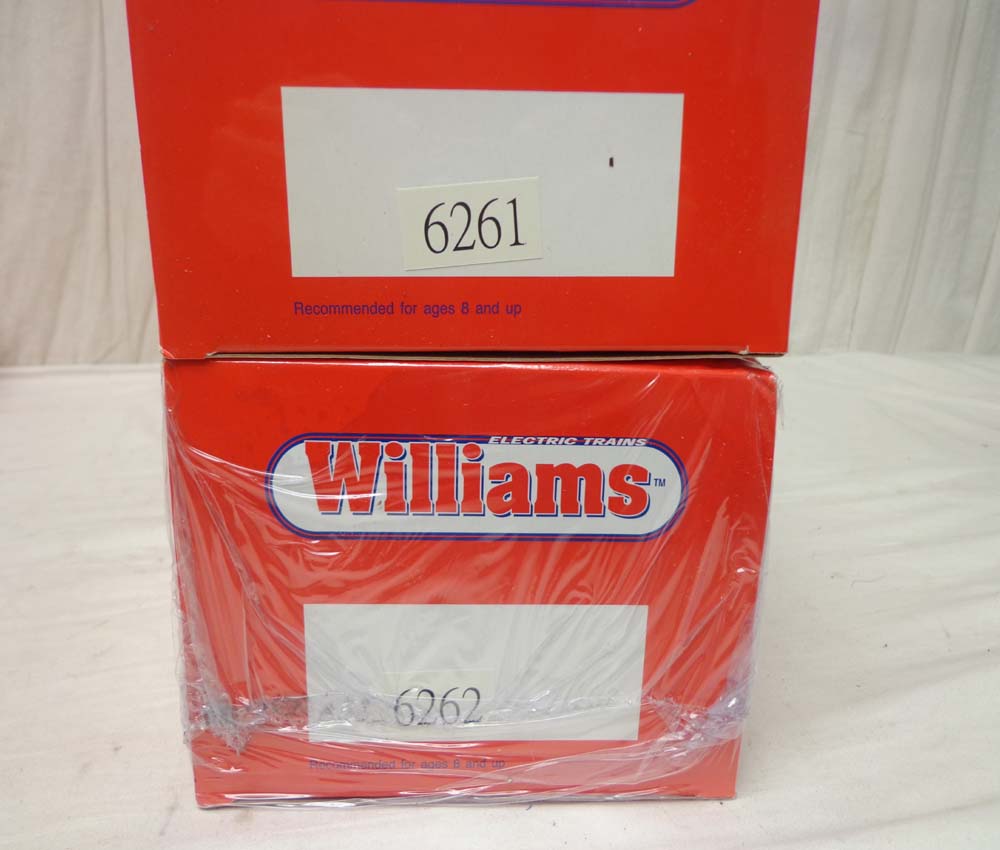 6261
Recommended for ages 8 and up
ELECTRIC TRAINS
Williams™
6262
Recommended for ages 8 and up